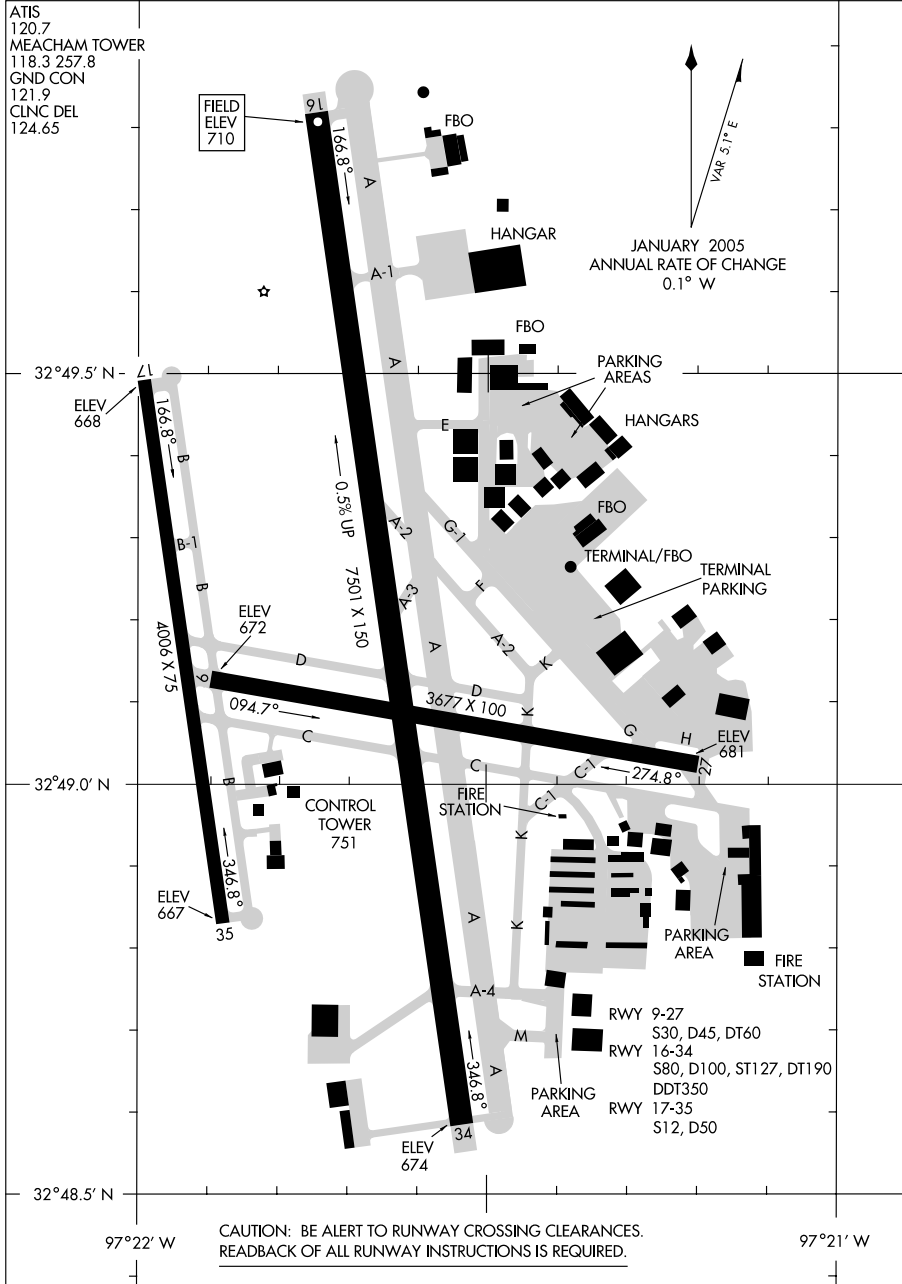 ATIS
120.7
MEACHAM TOWER
118.3 257.8
GND CON
121.9
CLNC DEL
124.65
FIELD
ELEV
710
16
166.8°
A
FBO
VAR 5.1° E
JANUARY 2005
ANNUAL RATE OF CHANGE
0.1° W
HANGAR
A-1
FBO
A
PARKING
AREAS
32°49.5' N
17
ELEV
668
166.8°
B
E
HANGARS
0.5% UP
A-2
G-1
FBO
B-1
TERMINAL/FBO
TERMINAL
PARKING
F
B
7501 X 150
A-3
ELEV
672
4006 X 75
D
A
A-2
K
9
D
3677 X 100
K
094.7°
G
H
ELEV
681
C
C
C-1
274.8°
27
32°49.0' N
B
CONTROL
TOWER
751
FIRE
STATION
C-1
K
346.8°
ELEV
667
35
A
K
PARKING
AREA
FIRE
STATION
A-4
M
346.8°
A
PARKING
AREA
RWY 9-27
S30, D45, DT60
RWY 16-34
S80, D100, ST127, DT190
DDT350
RWY 17-35
S12, D50
ELEV
674
34
32°48.5' N
97°22' W
CAUTION: BE ALERT TO RUNWAY CROSSING CLEARANCES.
READBACK OF ALL RUNWAY INSTRUCTIONS IS REQUIRED.
97°21' W